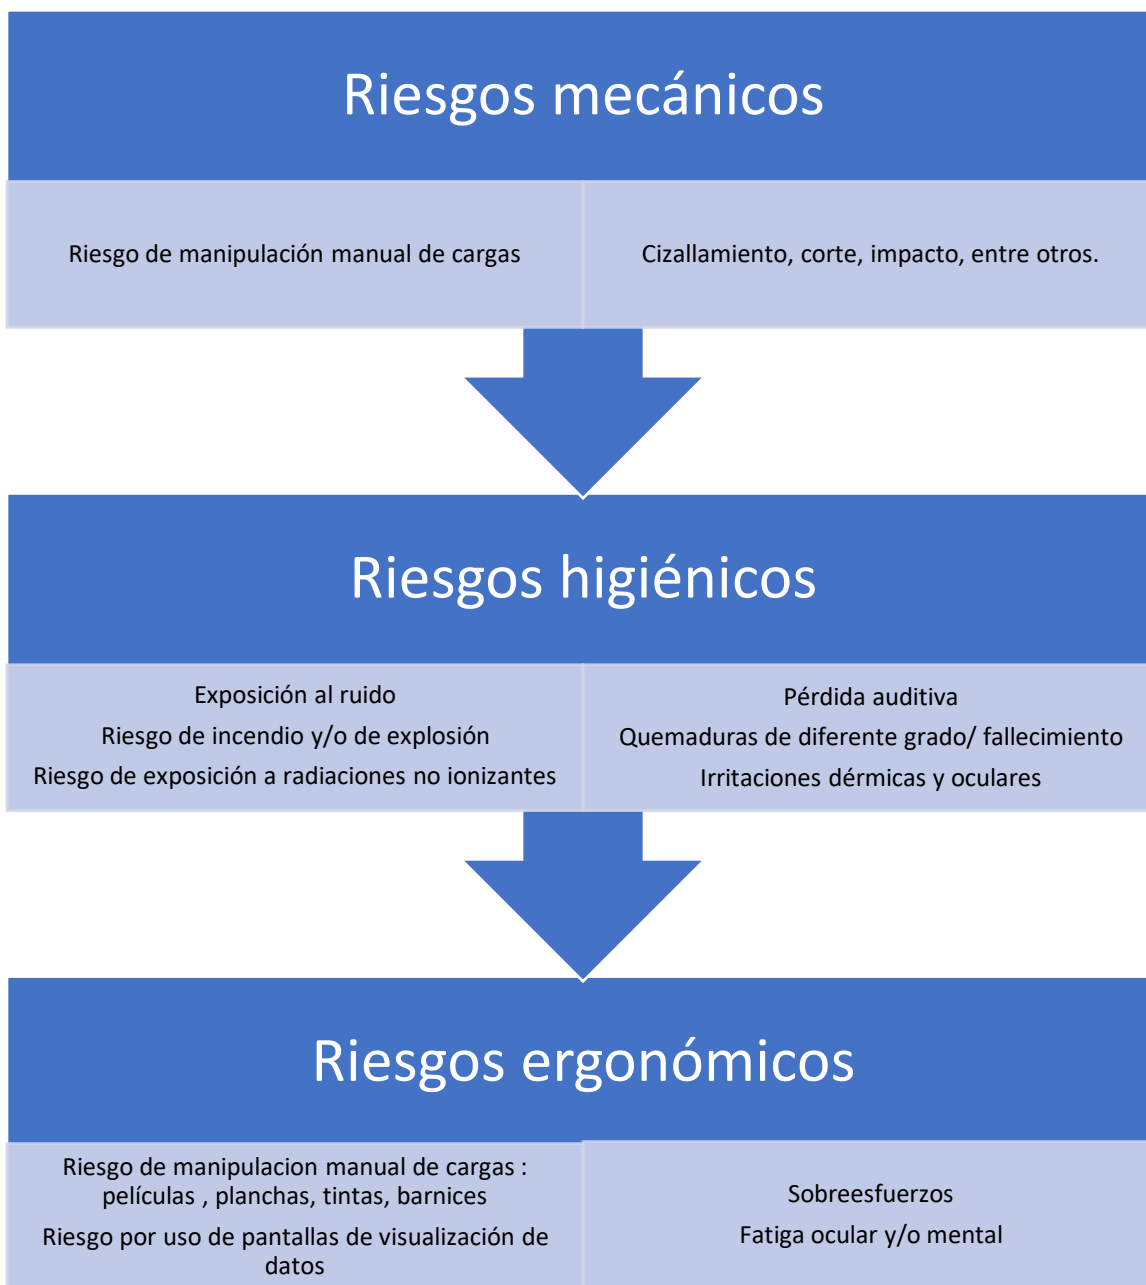 Riesgos mecánicos
Riesgo de manipulación manual de cargas
Cizallamiento, corte, impacto, entre otros.
Riesgos higiénicos
Exposición al ruido
Riesgo de incendio y/o de explosión
Riesgo de exposición a radiaciones no ionizantes
Pérdida auditiva
Quemaduras de diferente grado/ fallecimiento
Irritaciones dérmicas y oculares
Riesgos ergonómicos
Riesgo de manipulacion manual de cargas :
películas , planchas, tintas, barnices
Riesgo por uso de pantallas de visualización de
datos
Sobreesfuerzos
Fatiga ocular y/o mental